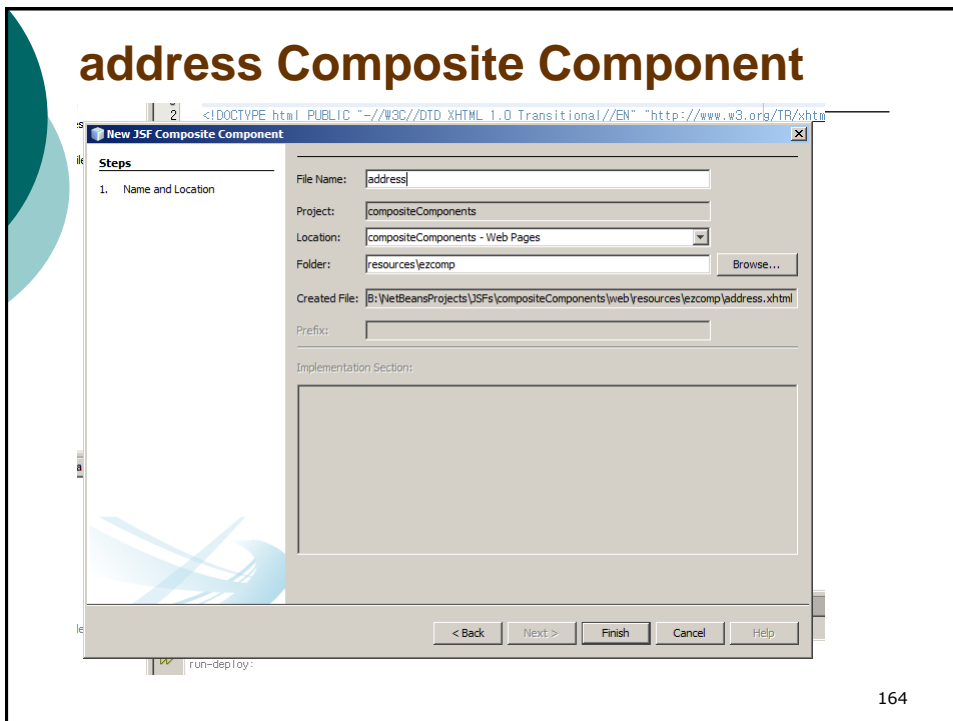 address Composite Component
2 <!DOCTYPE html PUBLIC "-//W3C//DTD XHTML 1.0 Transitional//EN" "http://www.w3.org/TR/xhtm
New JSF Composite Component
Steps
1. Name and Location
File Name: address
Project: compositeComponents
Location: compositeComponents - Web Pages
Folder: resources\ezcomp Browse...
Created File: B:\NetBeansProjects\JSFs\compositeComponents\web\resources\ezcomp\address.xhtml
Prefix:
Implementation Section:
< Back Next > Finish Cancel Help
run-deploy:
164